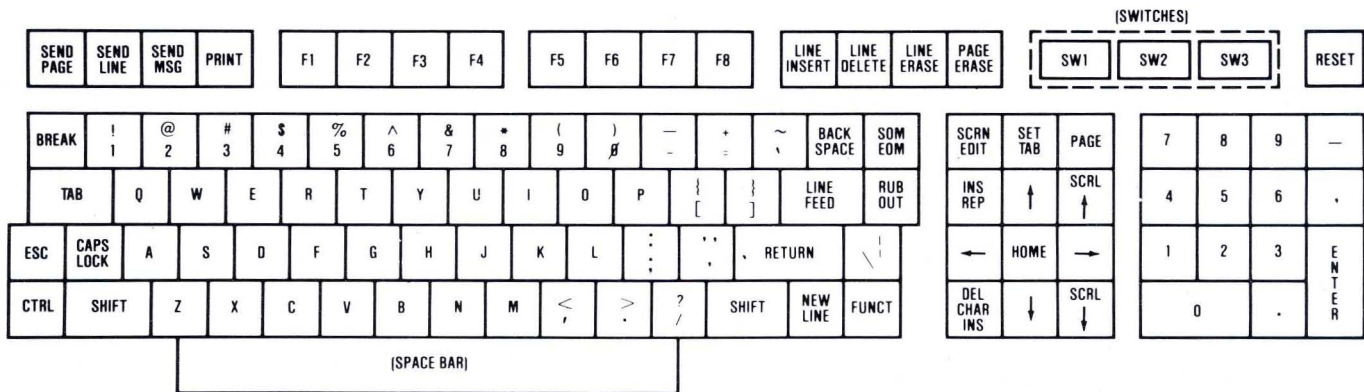 (SWITCHES)
SEND PAGE SEND LINE SEND MSG PRINT F1 F2 F3 F4 F5 F6 F7 F8 LINE INSERT LINE DELETE LINE ERASE PAGE ERASE SW1 SW2 SW3 RESET
BREAK ! 1 @ 2 # 3 $ 4 % 5 ^ 6 & 7 * 8 ( 9 ) Ø — - + = ~ ` BACK SPACE SOM EOM SCRN EDIT SET TAB PAGE 7 8 9 —
TAB Q W E R T Y U I O P { [ } ] LINE FEED RUB OUT INS REP ↑ SCRL ↑ 4 5 6 ,
ESC CAPS LOCK A S D F G H J K L : ; " ' RETURN | \ ← HOME → 1 2 3 ENTER
CTRL SHIFT Z X C V B N M < , > . ? / SHIFT NEW LINE FUNCT DEL CHAR INS ↓ SCRL ↓ 0 .
(SPACE BAR)